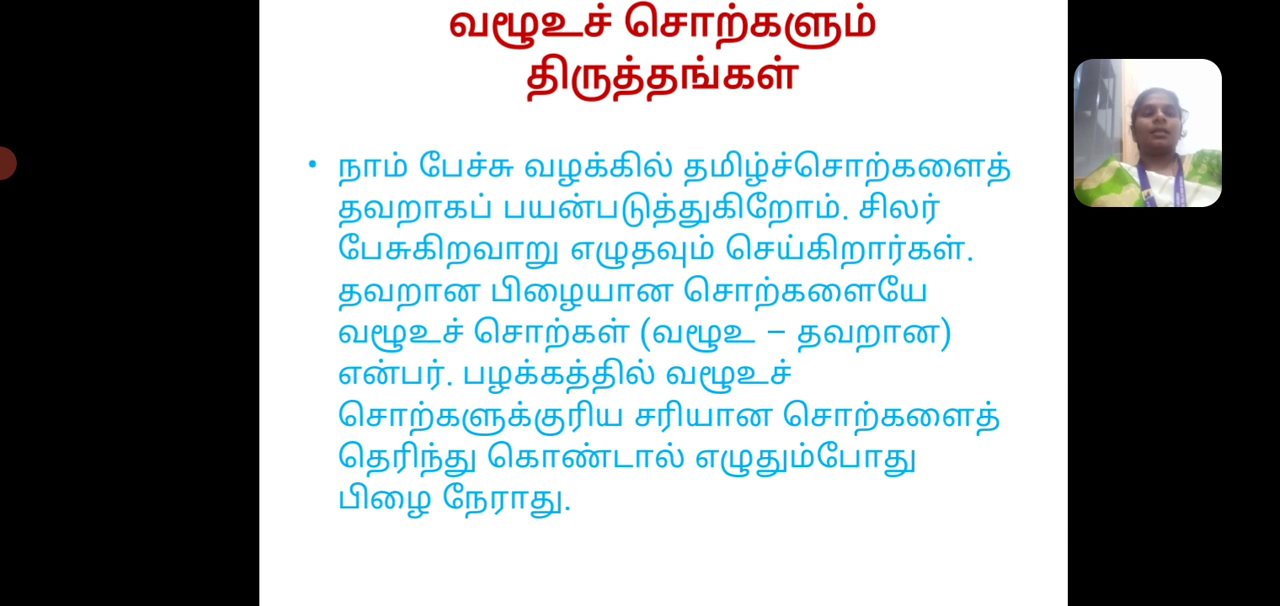 வழூஉச் சொற்களும்
திருத்தங்கள்
• நாம் பேச்சு வழக்கில் தமிழ்ச்சொற்களைத்
தவறாகப் பயன்படுத்துகிறோம். சிலர்
பேசுகிறவாறு எழுதவும் செய்கிறார்கள்.
தவறான பிழையான சொற்களையே
வழூஉச் சொற்கள் (வழூஉ – தவறான)
என்பர். பழக்கத்தில் வழூஉச்
சொற்களுக்குரிய சரியான சொற்களைத்
தெரிந்து கொண்டால் எழுதும்போது
பிழை நேராது.